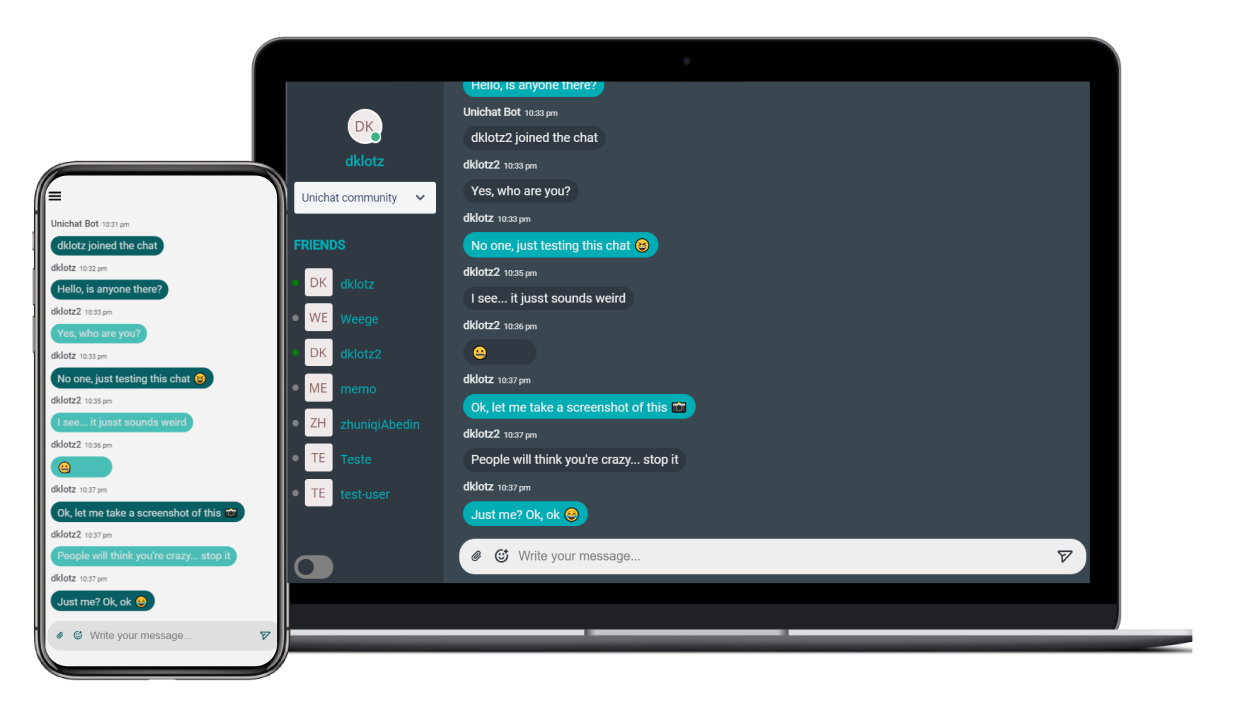 Unichat Bot 10:31 pm
dklotz joined the chat
dklotz 10:32 pm
Hello, is anyone there?
dklotz2 10:33 pm
Yes, who are you?
dklotz 10:33 pm
No one, just testing this chat 😆
dklotz2 10:35 pm
I see... it jusst sounds weird
dklotz2 10:36 pm
😐
dklotz 10:37 pm
Ok, let me take a screenshot of this 📸
dklotz2 10:37 pm
People will think you're crazy... stop it
dklotz 10:37 pm
Just me? Ok, ok 😅
Write your message...
DK
dklotz
Unichat community
FRIENDS
DK dklotz
WE Weege
DK dklotz2
ME memo
ZH zhuniqiAbedin
TE Teste
TE test-user
Hello, is anyone there?
Unichat Bot 10:33 pm
dklotz2 joined the chat
dklotz2 10:33 pm
Yes, who are you?
dklotz 10:33 pm
No one, just testing this chat 😆
dklotz2 10:35 pm
I see... it jusst sounds weird
dklotz2 10:36 pm
😐
dklotz 10:37 pm
Ok, let me take a screenshot of this 📸
dklotz2 10:37 pm
People will think you're crazy... stop it
dklotz 10:37 pm
Just me? Ok, ok 😅
Write your message...